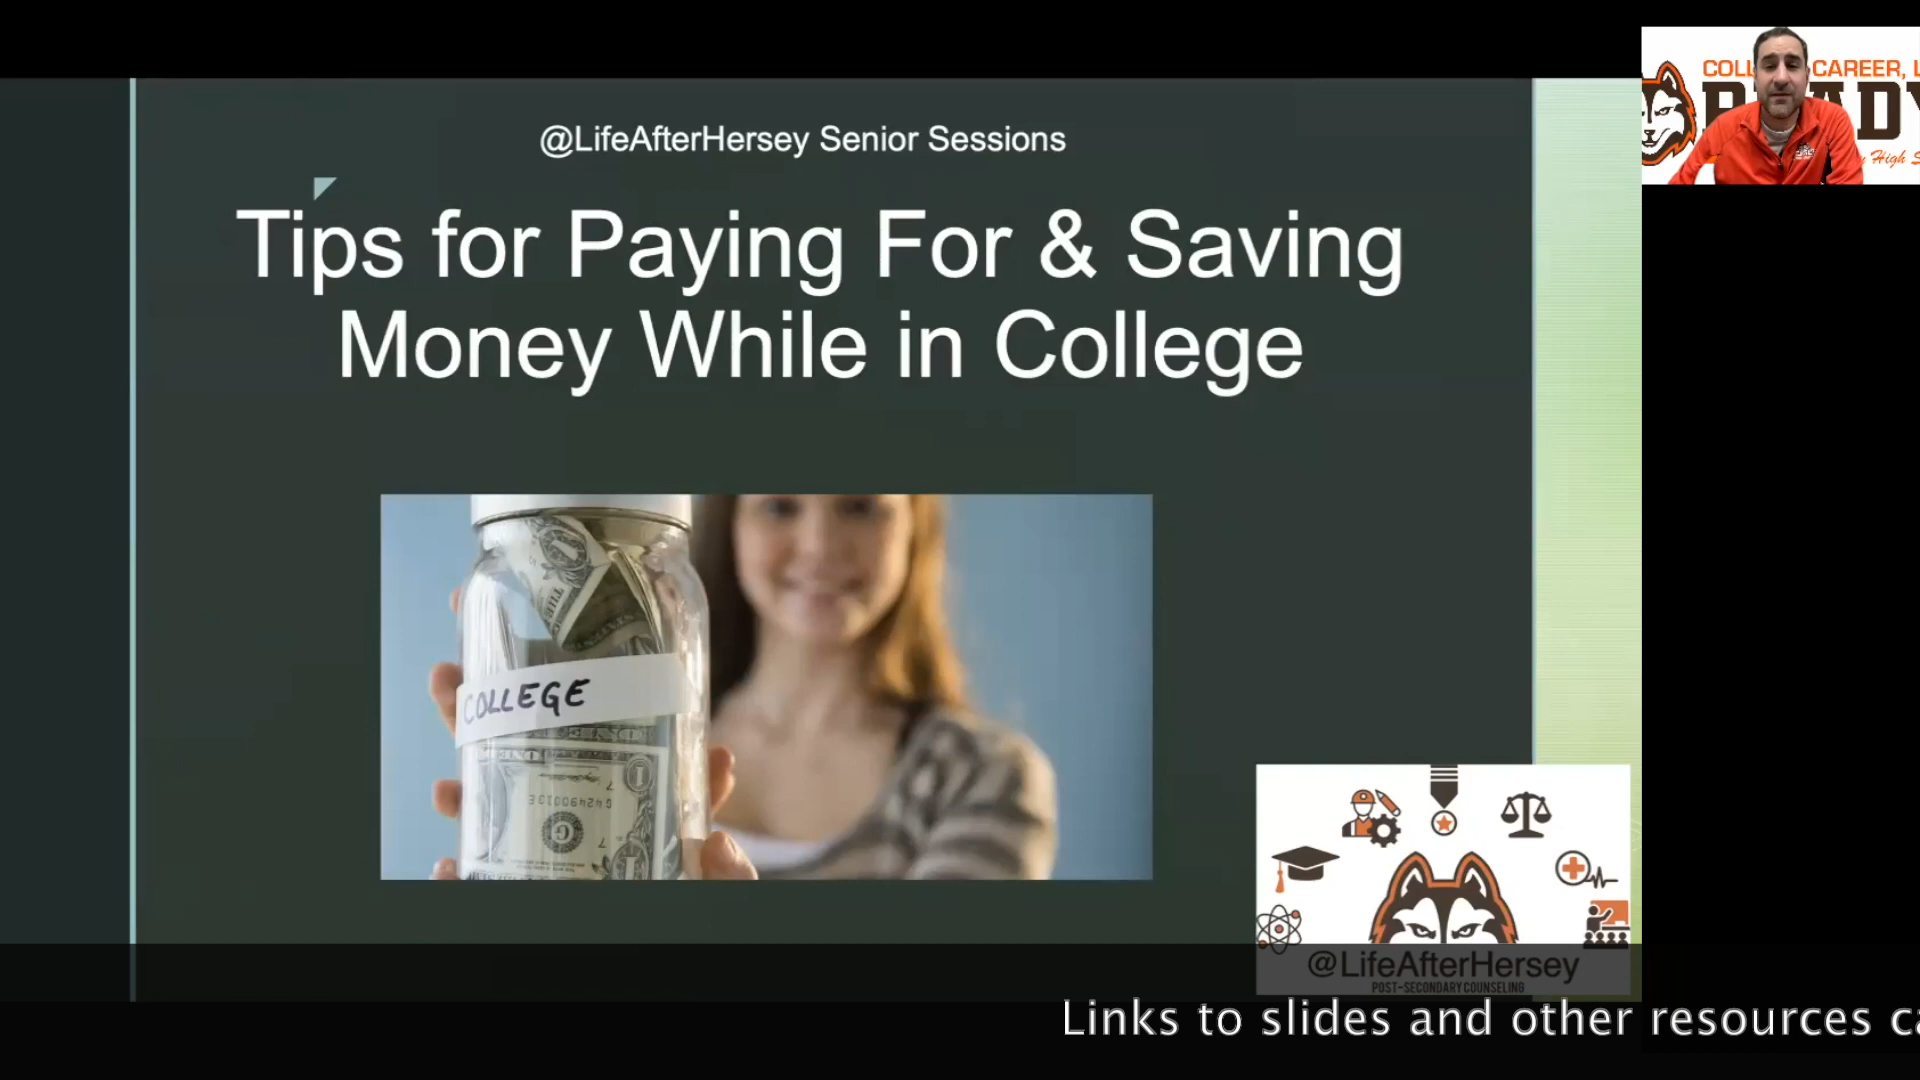 @LifeAfterHersey Senior Sessions
Tips for Paying For & Saving
Money While in College
COLLEGE
@LifeAfterHersey
POST-SECONDARY COUNSELING
Links to slides and other resources
CAREER,
High